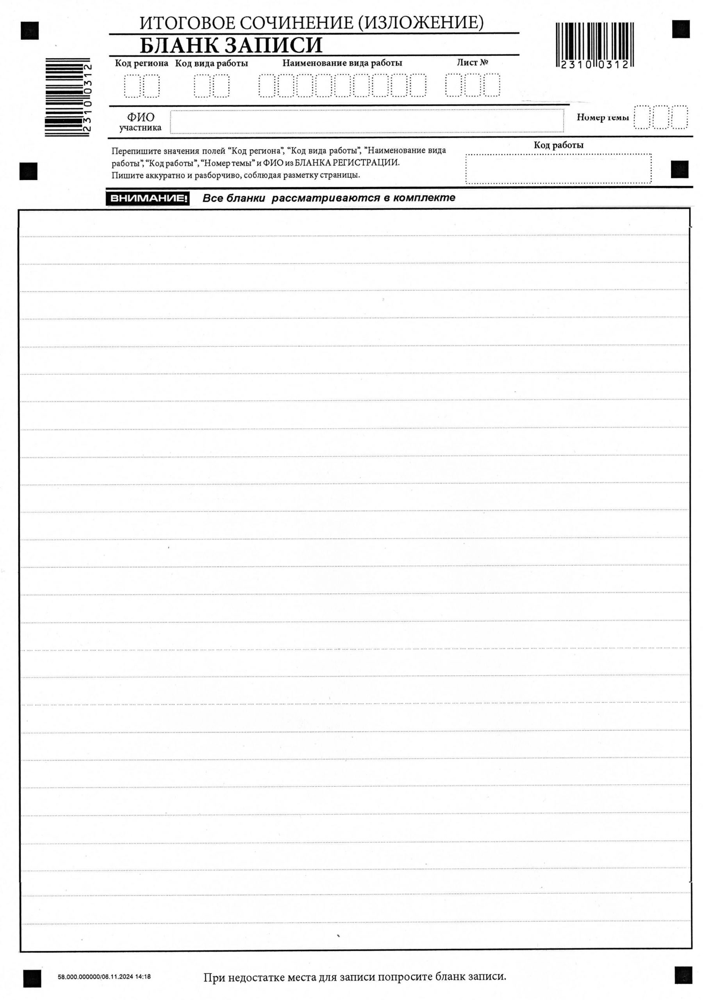 ИТОГОВОЕ СОЧИНЕНИЕ (ИЗЛОЖЕНИЕ)
БЛАНК ЗАПИСИ
2310 0312
2310 0312
Код региона Код вида работы Наименование вида работы Лист №
ФИО
участника
Номер темы
Перепишите значения полей “Код региона”, “Код вида работы”, ”Наименование вида
работы”, “Код работы”, “Номер темы” и ФИО из БЛАНКА РЕГИСТРАЦИИ.
Пишите аккуратно и разборчиво, соблюдая разметку страницы.
Код работы
ВНИМАНИЕ! Все бланки рассматриваются в комплекте
58.000.000000/06.11.2024 14:18
При недостатке места для записи попросите бланк записи.